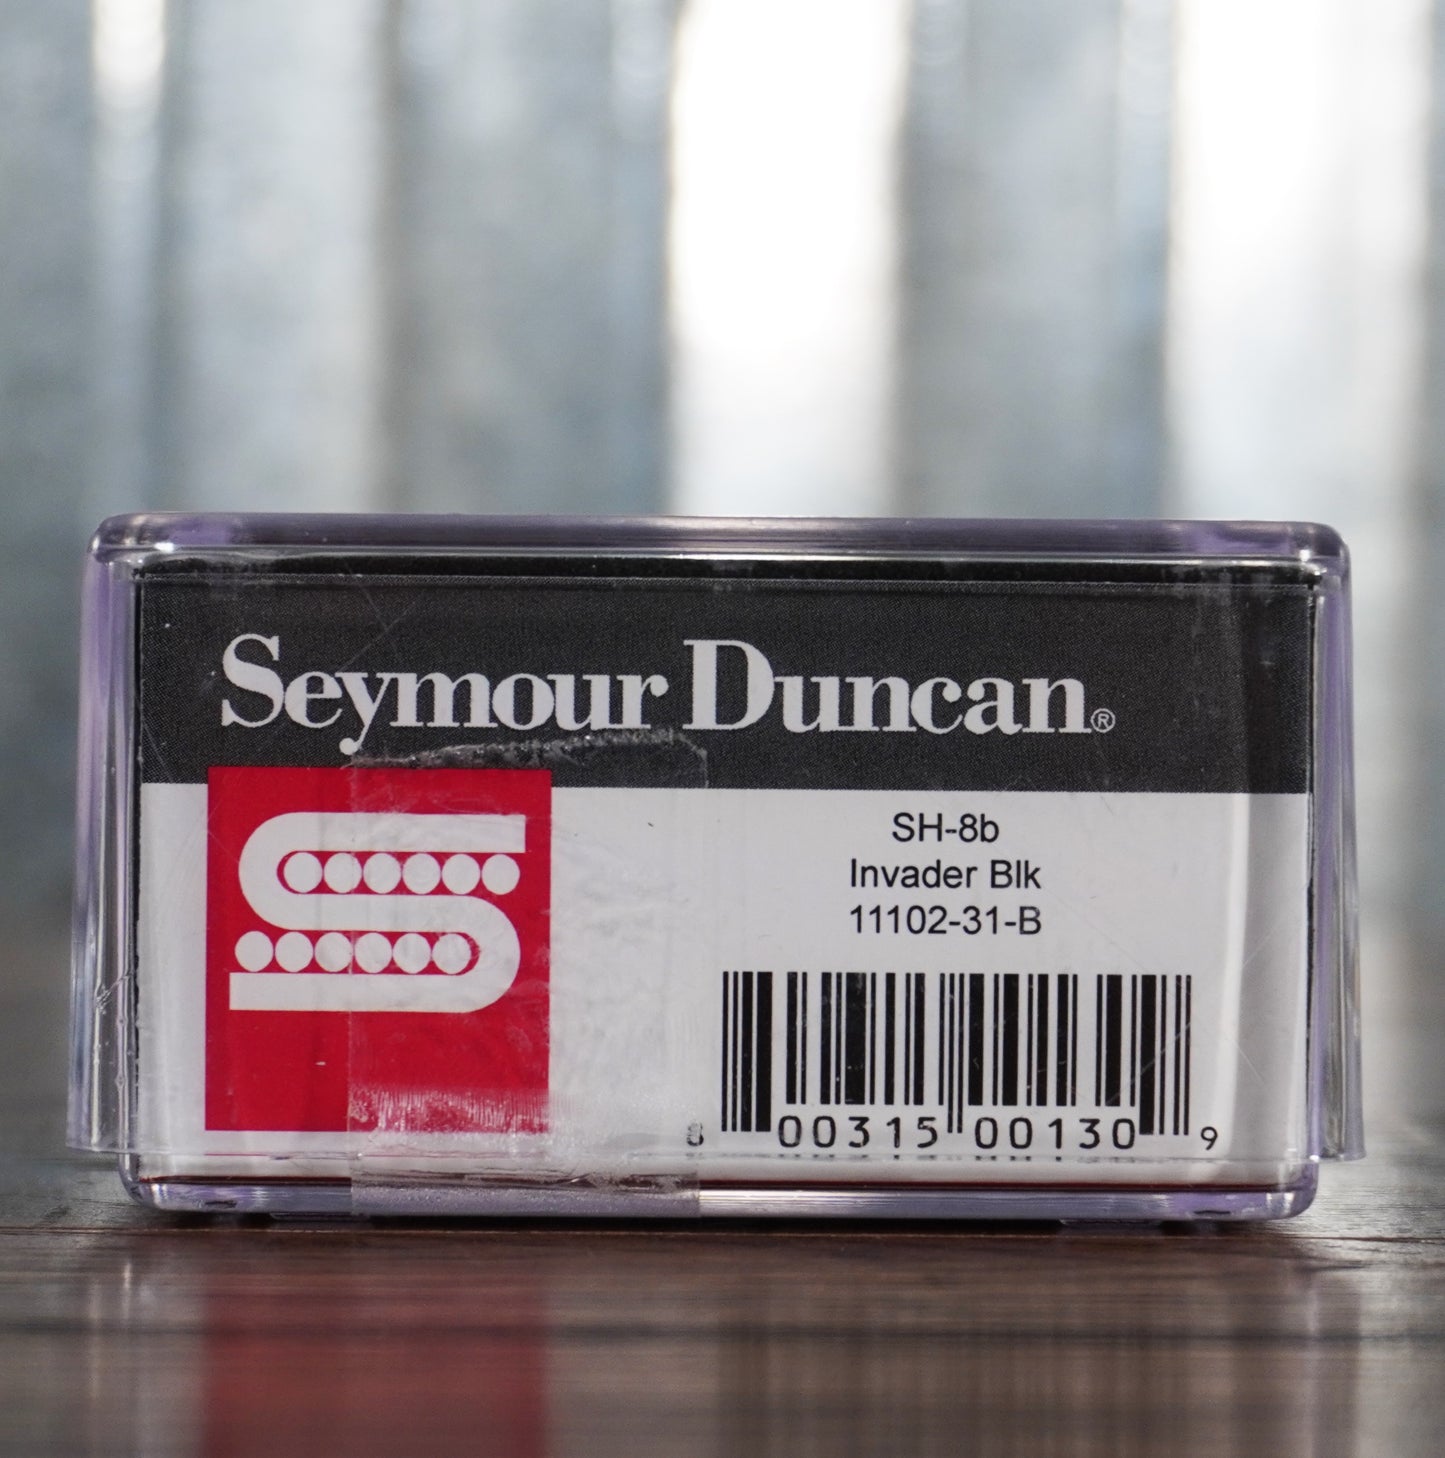 Seymour Duncan®
SH-8b
Invader Blk
11102-31-B
8 00315 00130 9